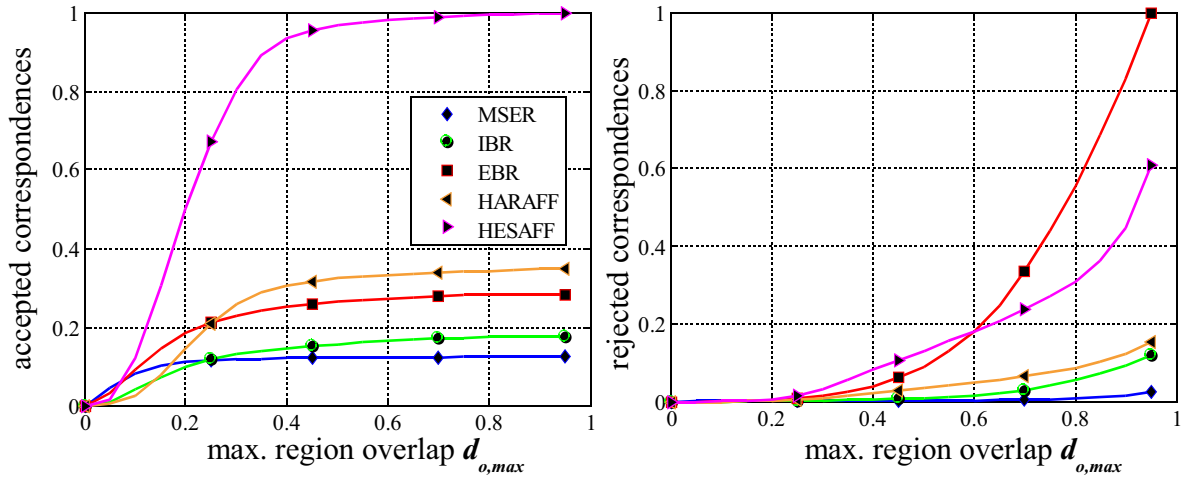 accepted correspondences
1
0.8
0.6
0.4
0.2
0
0
0.2
0.4
0.6
0.8
1
max. region overlap d_{o,max}
MSER
IBR
EBR
HARAFF
HESAFF
rejected correspondences
1
0.8
0.6
0.4
0.2
0
0
0.2
0.4
0.6
0.8
1
max. region overlap d_{o,max}